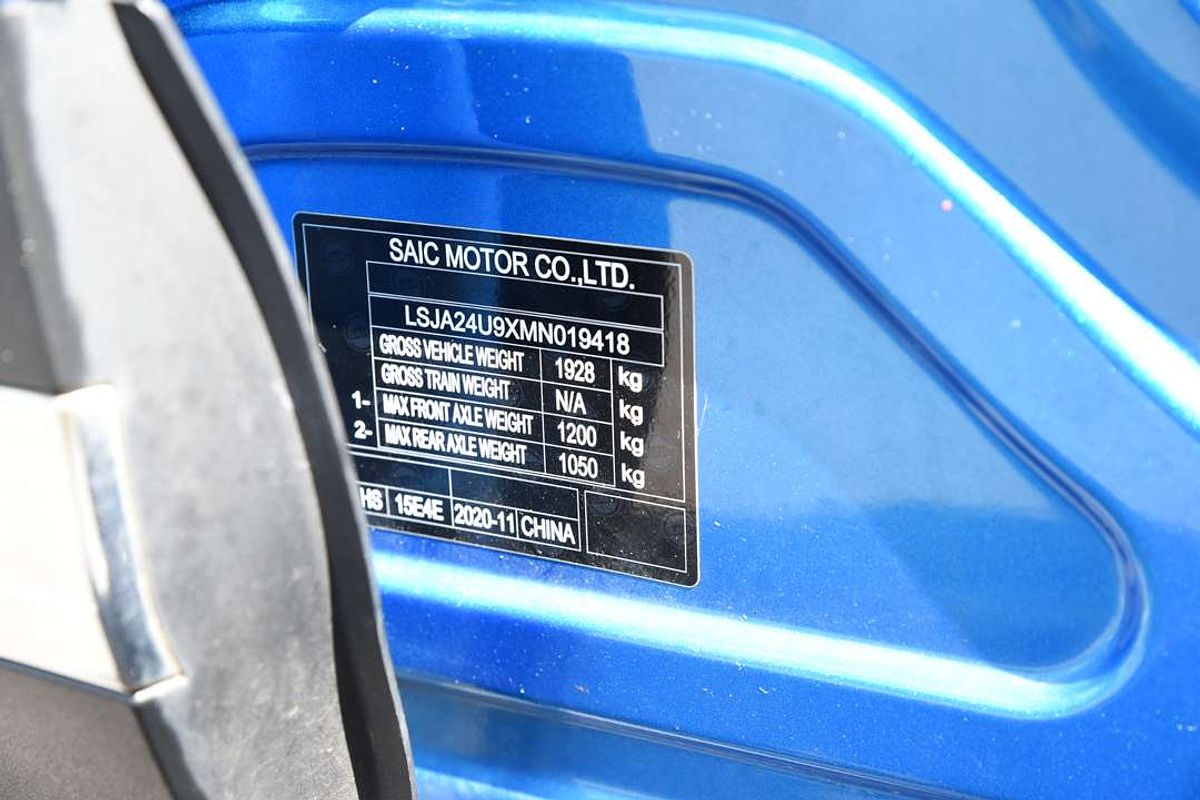 SAIC MOTOR CO.,LTD.
LSJA24U9XMN019418
GROSS VEHICLE WEIGHT 1928 kg
GROSS TRAIN WEIGHT N/A kg
1- MAX FRONT AXLE WEIGHT 1200 kg
2- MAX REAR AXLE WEIGHT 1050 kg
HS 15E4E 2020-11 CHINA